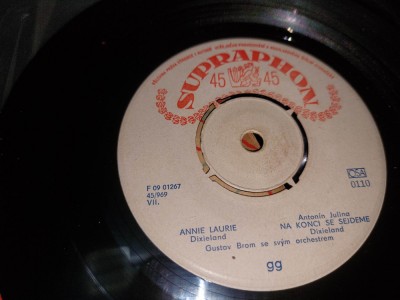 SUPRAPHON
45 45
F 09 01267
45/969
VII.
ČSR
0110
ANNIE LAURIE
Dixieland
Antonín Julina
NA KONCI SE SEJDEME
Dixieland
Gustav Brom se svým orchestrem
gg